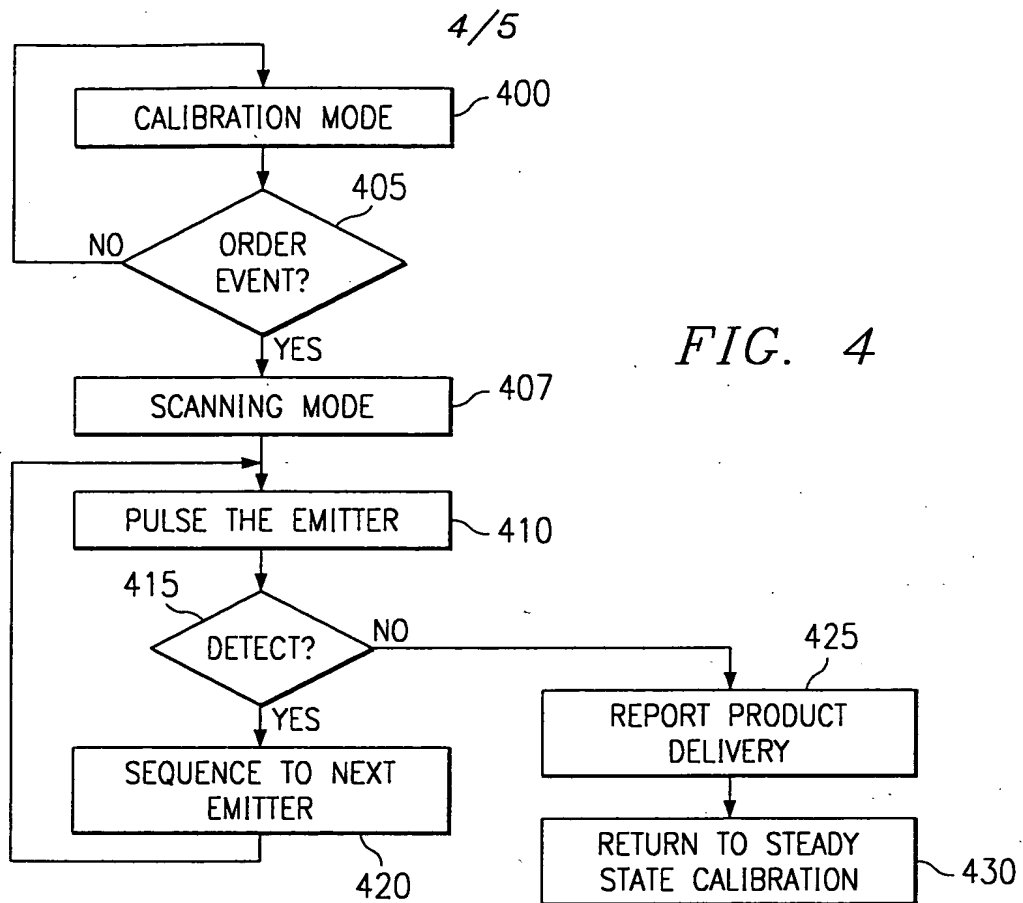 4/5
CALIBRATION MODE
400
405
ORDER
EVENT?
NO
YES
FIG. 4
SCANNING MODE
407
PULSE THE EMITTER
410
415
DETECT?
NO
YES
425
REPORT PRODUCT
DELIVERY
SEQUENCE TO NEXT
EMITTER
420
RETURN TO STEADY
STATE CALIBRATION
430